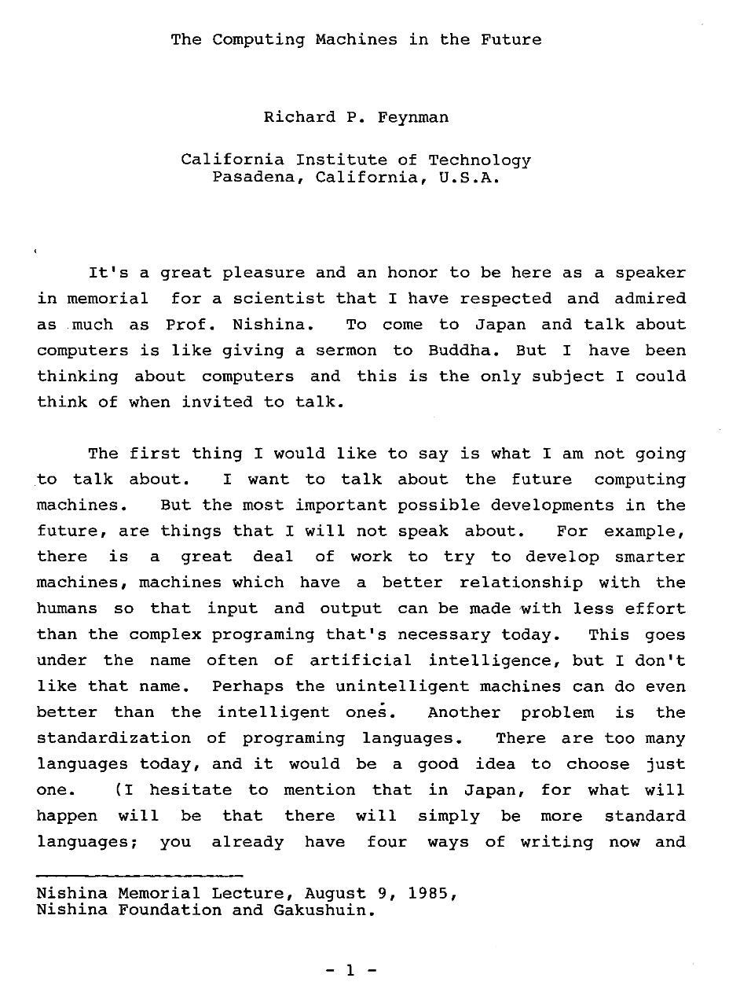 The Computing Machines in the Future
Richard P. Feynman
California Institute of Technology
Pasadena, California, U.S.A.
It's a great pleasure and an honor to be here as a speaker
in memorial for a scientist that I have respected and admired
as much as Prof. Nishina. To come to Japan and talk about
computers is like giving a sermon to Buddha. But I have been
thinking about computers and this is the only subject I could
think of when invited to talk.
The first thing I would like to say is what I am not going
to talk about. I want to talk about the future computing
machines. But the most important possible developments in the
future, are things that I will not speak about. For example,
there is a great deal of work to try to develop smarter
machines, machines which have a better relationship with the
humans so that input and output can be made with less effort
than the complex programing that's necessary today. This goes
under the name often of artificial intelligence, but I don't
like that name. Perhaps the unintelligent machines can do even
better than the intelligent ones. Another problem is the
standardization of programing languages. There are too many
languages today, and it would be a good idea to choose just
one. (I hesitate to mention that in Japan, for what will
happen will be that there will simply be more standard
languages; you already have four ways of writing now and
Nishina Memorial Lecture, August 9, 1985,
Nishina Foundation and Gakushuin.
- 1 -